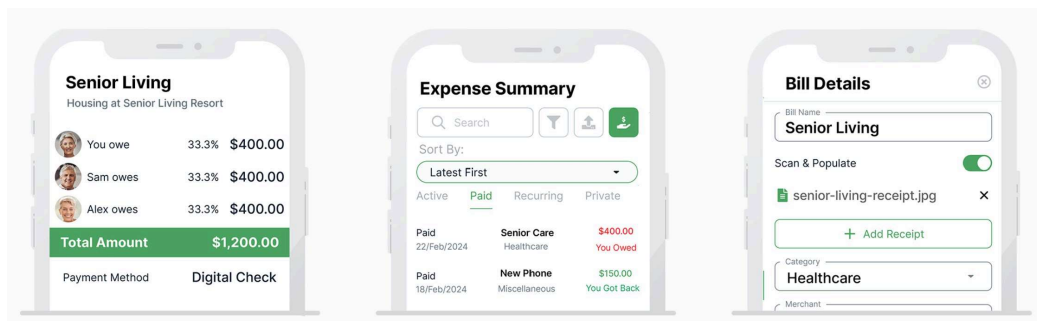 Senior Living
Housing at Senior Living Resort
You owe 33.3% $400.00
Sam owes 33.3% $400.00
Alex owes 33.3% $400.00
Total Amount $1,200.00
Payment Method Digital Check
Expense Summary
Search
$
Sort By:
Latest First
Active Paid Recurring Private
Paid Senior Care $400.00
22/Feb/2024 Healthcare You Owed
Paid New Phone $150.00
18/Feb/2024 Miscellaneous You Got Back
Bill Details
Bill Name
Senior Living
Scan & Populate
senior-living-receipt.jpg
+ Add Receipt
Category
Healthcare
Merchant